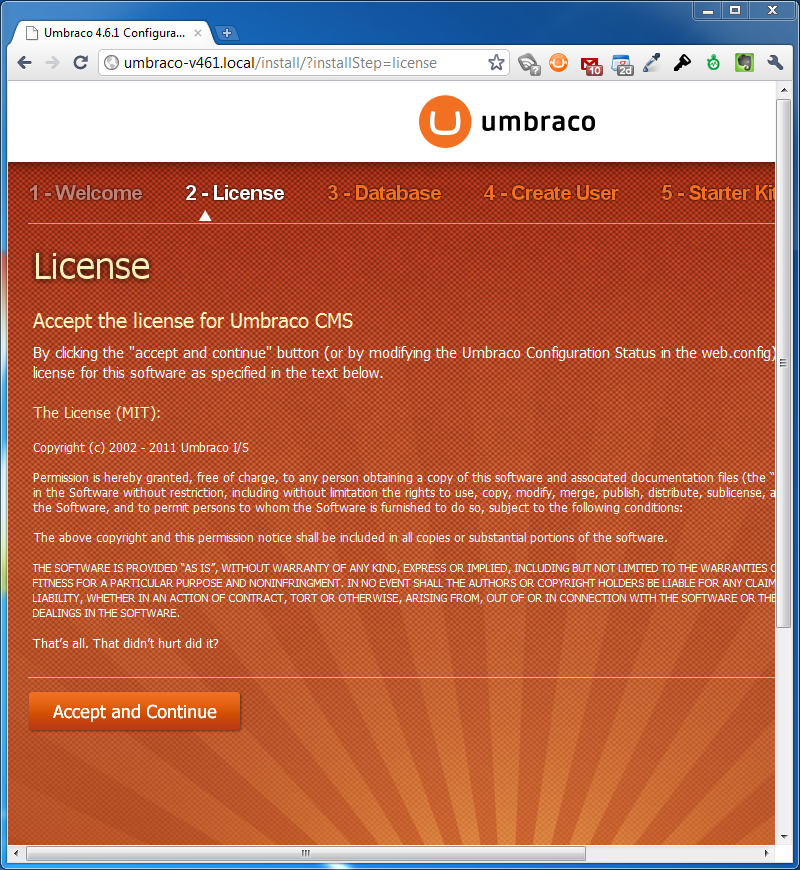 Umbraco 4.6.1 Configura...
umbraco-v461.local/install/?installStep=license
10
2d
umbraco
1 - Welcome 2 - License 3 - Database 4 - Create User 5 - Starter Kit
License
Accept the license for Umbraco CMS
By clicking the "accept and continue" button (or by modifying the Umbraco Configuration Status in the web.config)
license for this software as specified in the text below.
The License (MIT):
Copyright (c) 2002 - 2011 Umbraco I/S
Permission is hereby granted, free of charge, to any person obtaining a copy of this software and associated documentation files (the “
in the Software without restriction, including without limitation the rights to use, copy, modify, merge, publish, distribute, sublicense, a
the Software, and to permit persons to whom the Software is furnished to do so, subject to the following conditions:
The above copyright and this permission notice shall be included in all copies or substantial portions of the software.
THE SOFTWARE IS PROVIDED “AS IS”, WITHOUT WARRANTY OF ANY KIND, EXPRESS OR IMPLIED, INCLUDING BUT NOT LIMITED TO THE WARRANTIES O
FITNESS FOR A PARTICULAR PURPOSE AND NONINFRINGMENT. IN NO EVENT SHALL THE AUTHORS OR COPYRIGHT HOLDERS BE LIABLE FOR ANY CLAIM
LIABILITY, WHETHER IN AN ACTION OF CONTRACT, TORT OR OTHERWISE, ARISING FROM, OUT OF OR IN CONNECTION WITH THE SOFTWARE OR THE
DEALINGS IN THE SOFTWARE.
That’s all. That didn’t hurt did it?
Accept and Continue